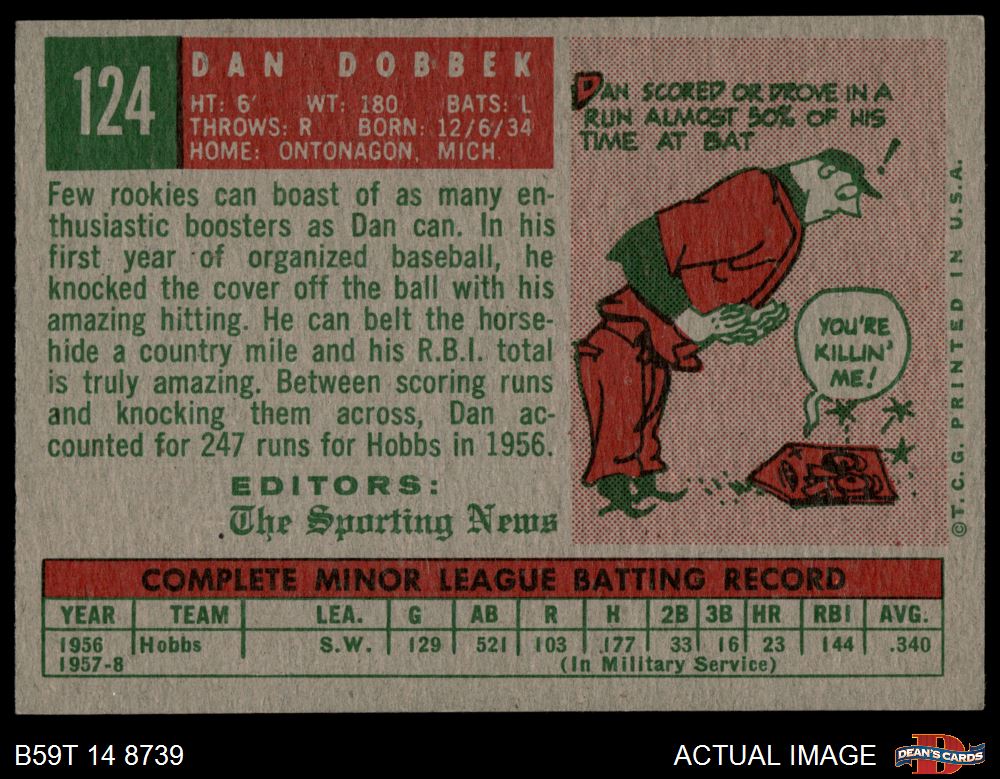 124
DAN DOBBEK
HT: 6' WT: 180 BATS: L
THROWS: R BORN: 12/6/34
HOME: ONTONAGON, MICH.
Few rookies can boast of as many en-
thusiastic boosters as Dan can. In his
first year of organized baseball, he
knocked the cover off the ball with his
amazing hitting. He can belt the horse-
hide a country mile and his R.B.I. total
is truly amazing. Between scoring runs
and knocking them across, Dan ac-
counted for 247 runs for Hobbs in 1956.
EDITORS:
The Sporting News
DAN SCORED OR DROVE IN A
RUN ALMOST 50% OF HIS
TIME AT BAT
!
YOU'RE
KILLIN'
ME!
©T. C. G. PRINTED IN U.S.A.
COMPLETE MINOR LEAGUE BATTING RECORD
YEAR TEAM LEA. G AB R H 2B 3B HR RBI AVG.
1956 Hobbs S.W. 129 521 103 177 33 16 23 144 .340
1957-8 (In Military Service)
B59T 14 8739
ACTUAL IMAGE
D
DEAN'S CARDS